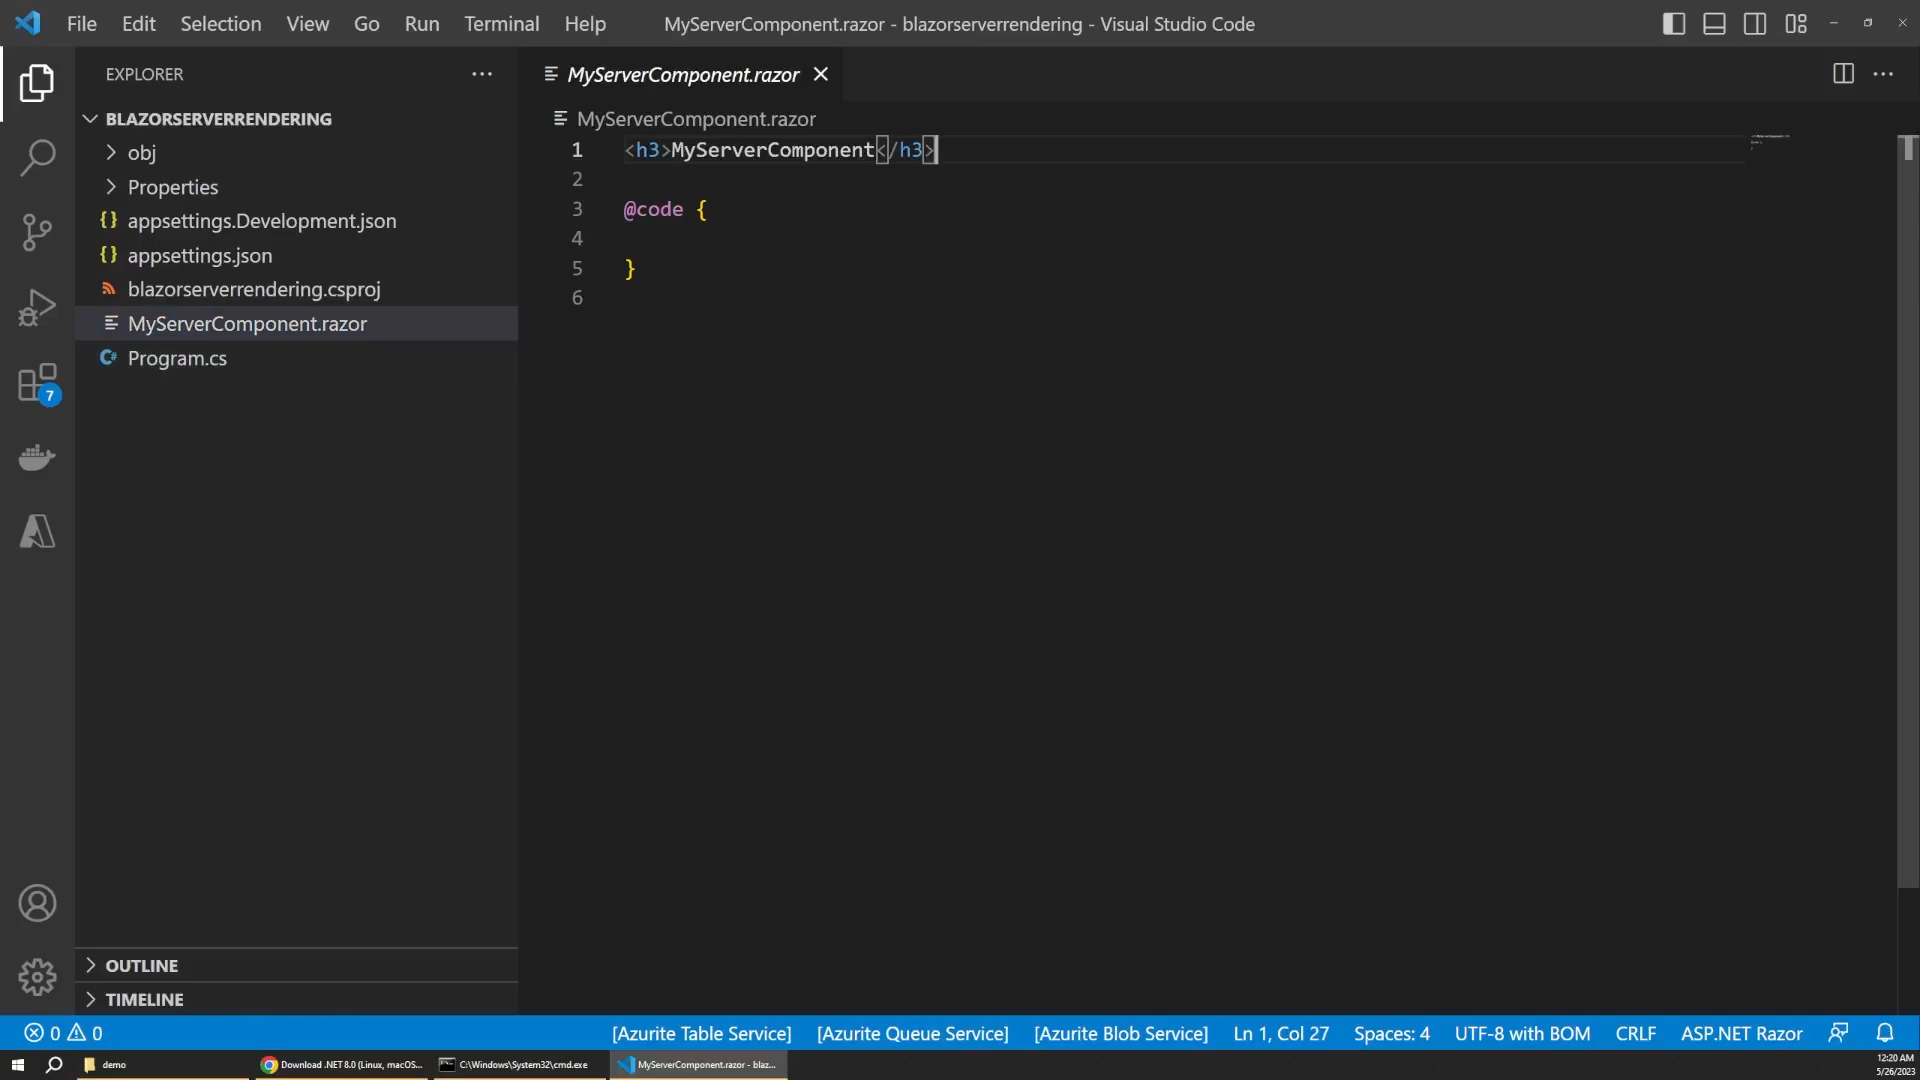 File Edit Selection View Go Run Terminal Help MyServerComponent.razor - blazorserverrendering - Visual Studio Code
EXPLORER
BLAZORSERVERRENDERING
obj
Properties
{} appsettings.Development.json
{} appsettings.json
blazorserverrendering.csproj
MyServerComponent.razor
C# Program.cs
7
OUTLINE
TIMELINE
MyServerComponent.razor
MyServerComponent.razor
1 <h3>MyServerComponent</h3>
2
3 @code {
4
5 }
6
0 0 [Azurite Table Service] [Azurite Queue Service] [Azurite Blob Service] Ln 1, Col 27 Spaces: 4 UTF-8 with BOM CRLF ASP.NET Razor
demo Download .NET 8.0 (Linux, macOS... C:\Windows\System32\cmd.exe MyServerComponent.razor - blaz...
12:20 AM
5/26/2023